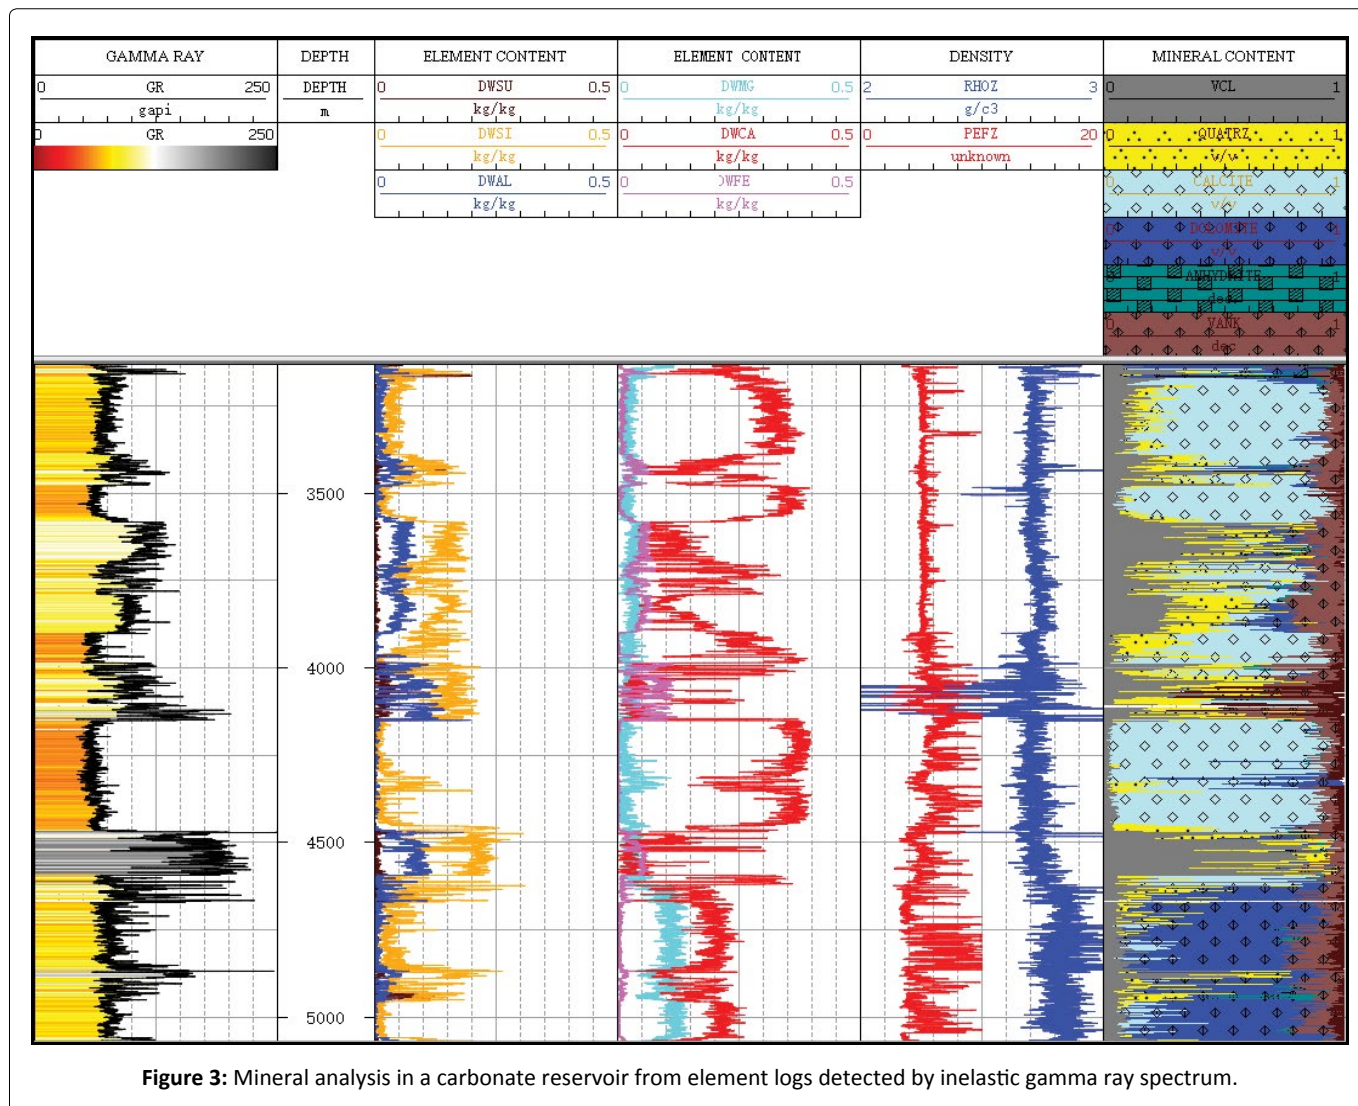 GAMMA RAY
DEPTH
ELEMENT CONTENT
ELEMENT CONTENT
DENSITY
MINERAL CONTENT
0 GR 250
gapi
0 GR 250
DEPTH
m
0 DWSU 0.5
kg/kg
0 DWSI 0.5
kg/kg
0 DWAL 0.5
kg/kg
0 DWMG 0.5
kg/kg
0 DWCA 0.5
kg/kg
0 DWFE 0.5
kg/kg
2 RHOZ 3
g/c3
0 PEFZ 20
unknown
0 VCL 1
0 QUATRZ 1
v/v
0 CALCITE 1
v/v
0 DOLOMITE 1
v/v
0 ANHYDRITE 1
dec
0 VANK 1
dec
3500
4000
4500
5000
Figure 3: Mineral analysis in a carbonate reservoir from element logs detected by inelastic gamma ray spectrum.